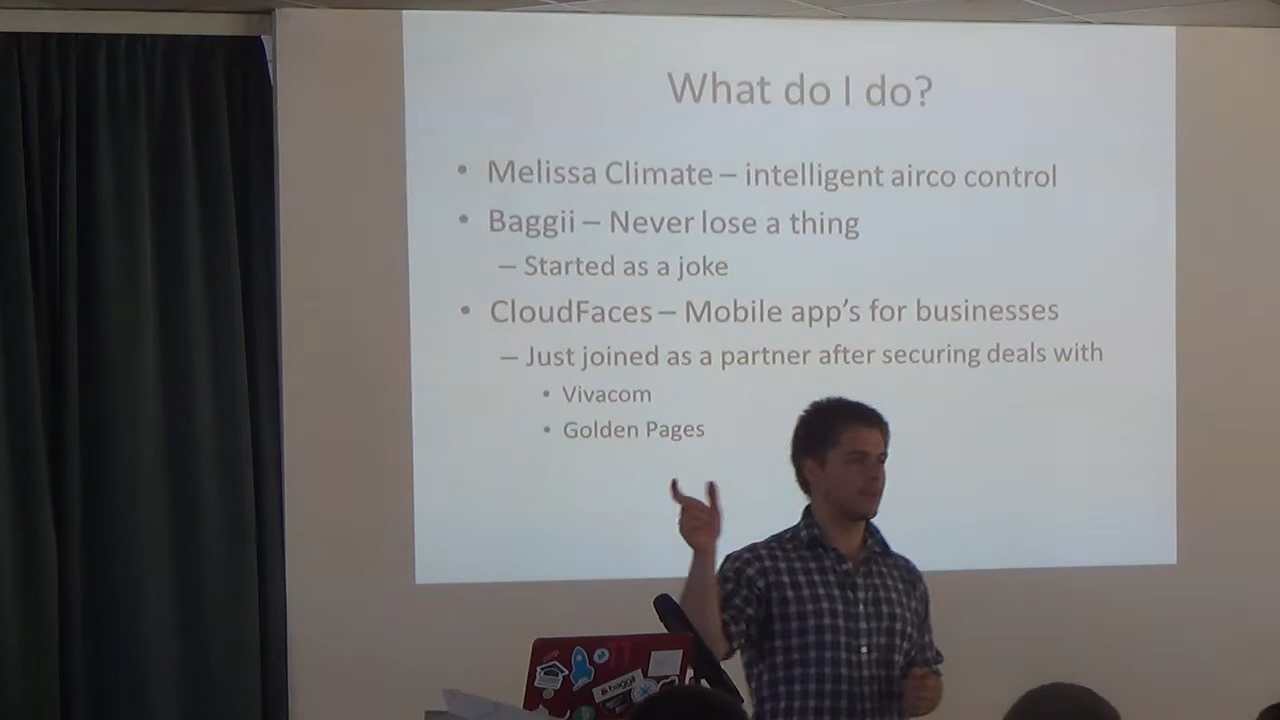 What do I do?
• Melissa Climate – intelligent airco control
• Baggii – Never lose a thing
– Started as a joke
• CloudFaces – Mobile app's for businesses
– Just joined as a partner after securing deals with
• Vivacom
• Golden Pages
baggii